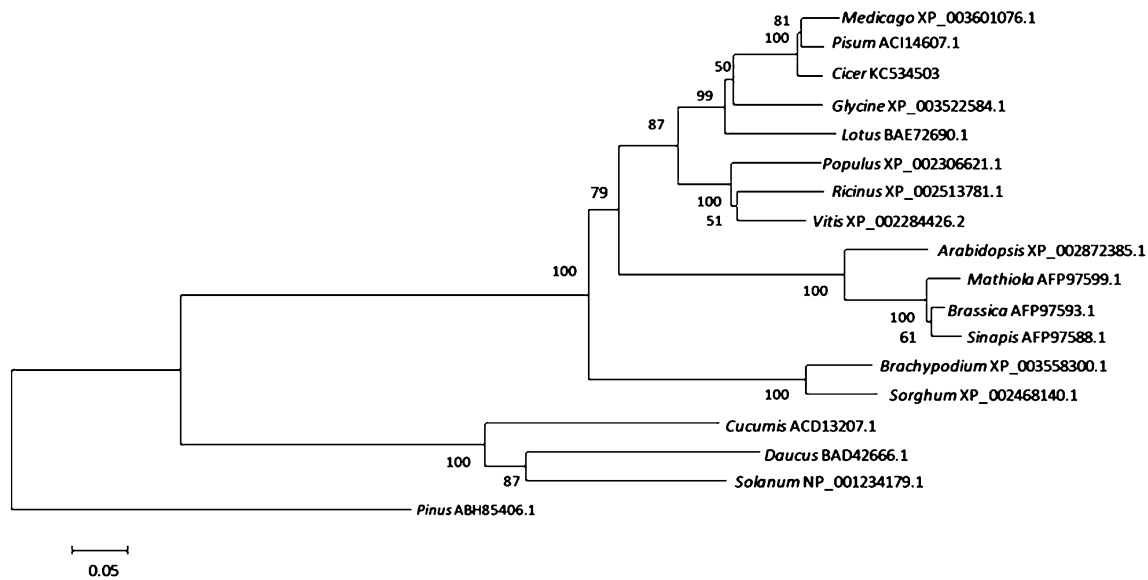 81
Medicago XP_003601076.1
100
Pisum ACI14607.1
50
Cicer KC534503
99
Glycine XP_003522584.1
87
Lotus BAE72690.1
Populus XP_002306621.1
79
Ricinus XP_002513781.1
100
51
Vitis XP_002284426.2
Arabidopsis XP_002872385.1
100
Mathiola AFP97599.1
100
Brassica AFP97593.1
100
61
Sinapis AFP97588.1
Brachypodium XP_003558300.1
100
Sorghum XP_002468140.1
Cucumis ACD13207.1
100
Daucus BAD42666.1
87
Solanum NP_001234179.1
Pinus ABH85406.1
0.05